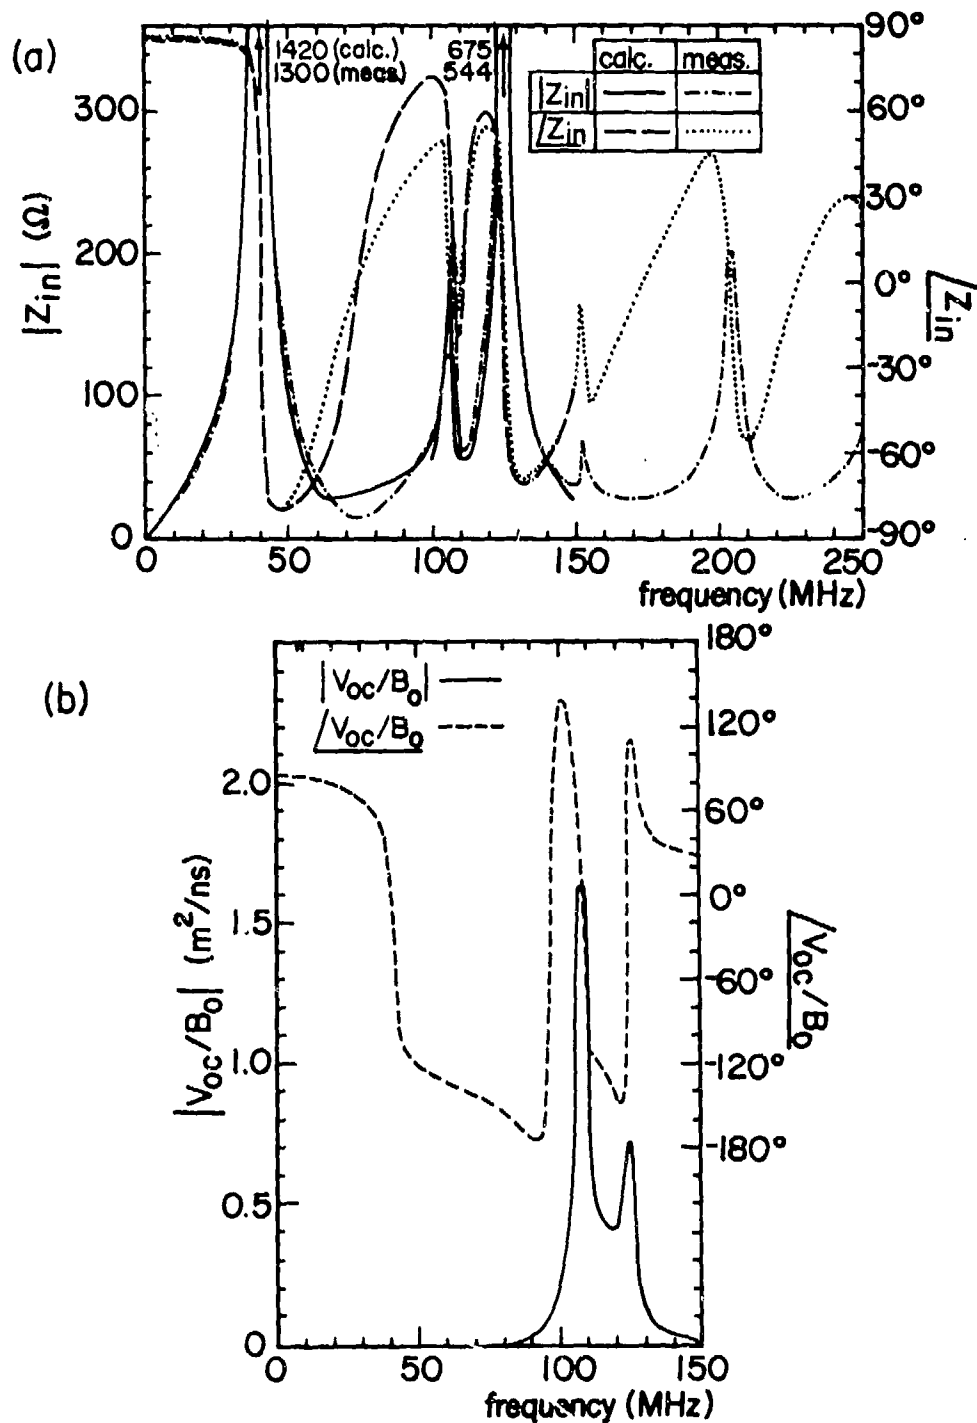 (a)
1420 (calc.)
1300 (meas.)
675
544
calc. meas.
|Zin|
∠Zin
|Zin| (Ω)
300
200
100
0
90°
60°
30°
0°
-30°
-60°
-90°
∠Zin
0 50 100 150 200 250
frequency (MHz)
(b)
|Voc/Bo|
∠Voc/Bo
|Voc/Bo| (m²/ns)
2.0
1.5
1.0
0.5
0
180°
120°
60°
0°
-60°
-120°
-180°
∠Voc/Bo
0 50 100 150
frequency (MHz)